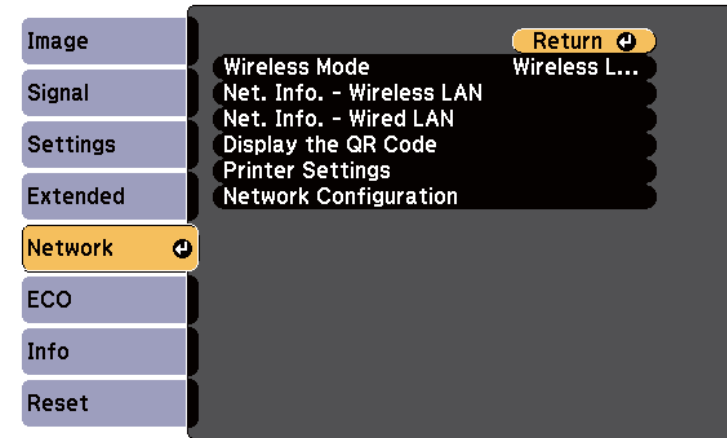 Image
Signal
Settings
Extended
Network
ECO
Info
Reset
Return
Wireless Mode Wireless L...
Net. Info. - Wireless LAN
Net. Info. - Wired LAN
Display the QR Code
Printer Settings
Network Configuration